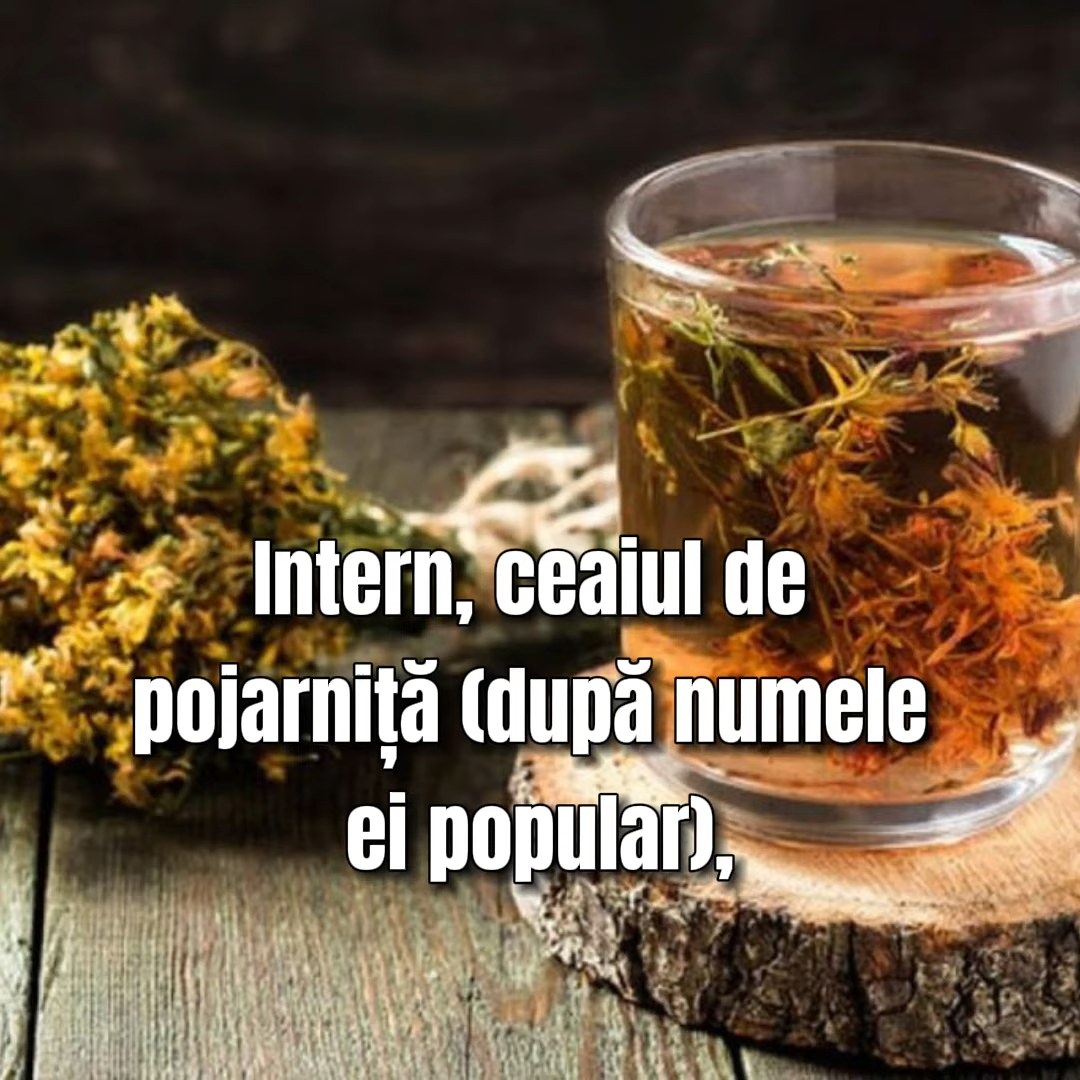 Intern, ceaiul de
pojarniță (după numele
ei popular),